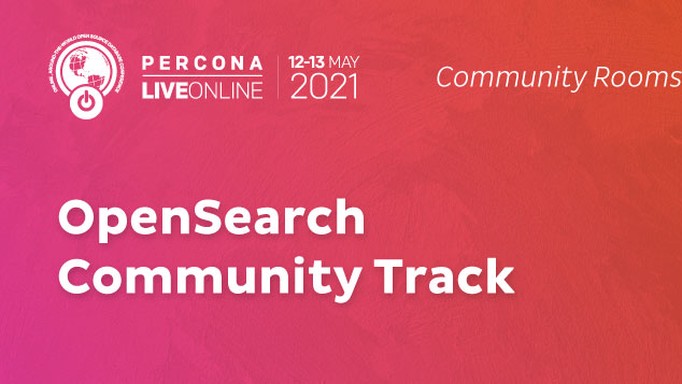 PERCONA
LIVEONLINE
12-13 MAY
2021
Community Rooms
OpenSearch
Community Track